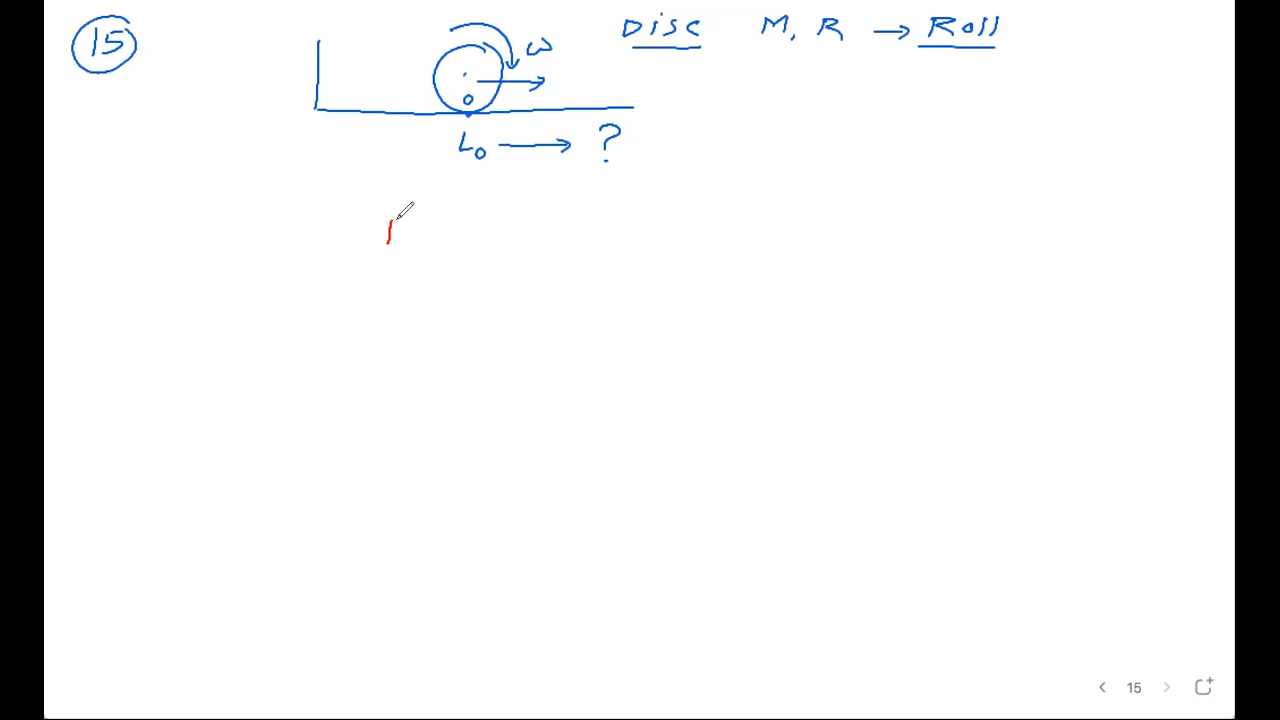 15
ω
Disc M, R → Roll
o
L₀ → ?
< 15 >